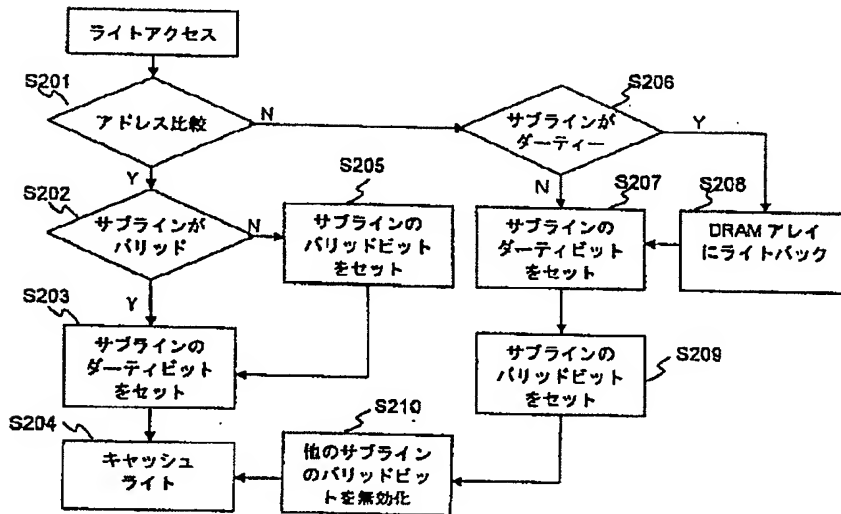 ライトアクセス
S201
アドレス比較
N
Y
S206
サブラインが
ダーティー
Y
N
S202
サブラインが
バリッド
N
Y
S205
サブラインの
バリッドビット
をセット
S207
サブラインの
ダーティビット
をセット
S208
DRAM アレイ
にライトバック
S203
サブラインの
ダーティビット
をセット
サブラインの
バリッドビット
をセット
S209
S204
キャッシュ
ライト
S210
他のサブライン
のバリッドビッ
トを無効化